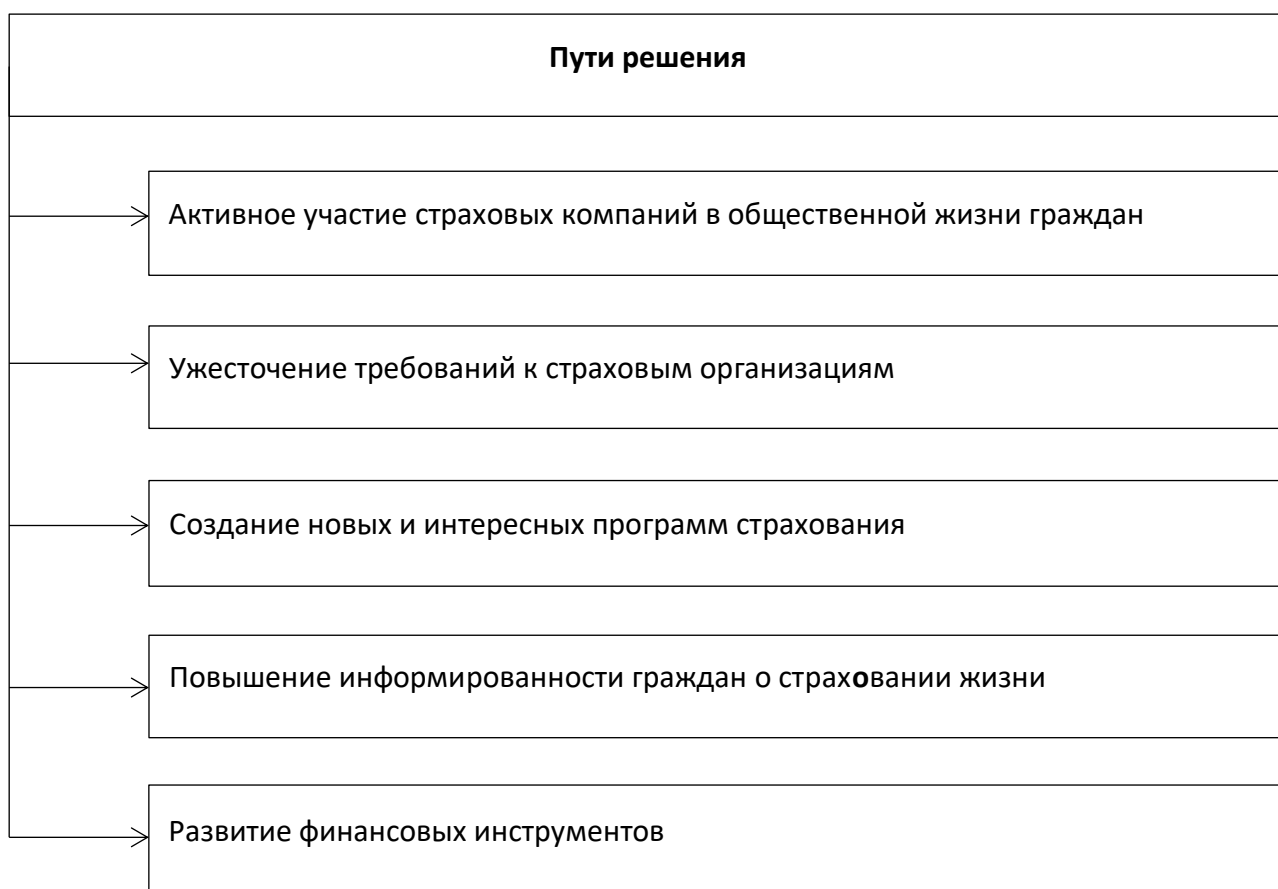 Пути решения
Активное участие страховых компаний в общественной жизни граждан
Ужесточение требований к страховым организациям
Создание новых и интересных программ страхования
Повышение информированности граждан о страховании жизни
Развитие финансовых инструментов